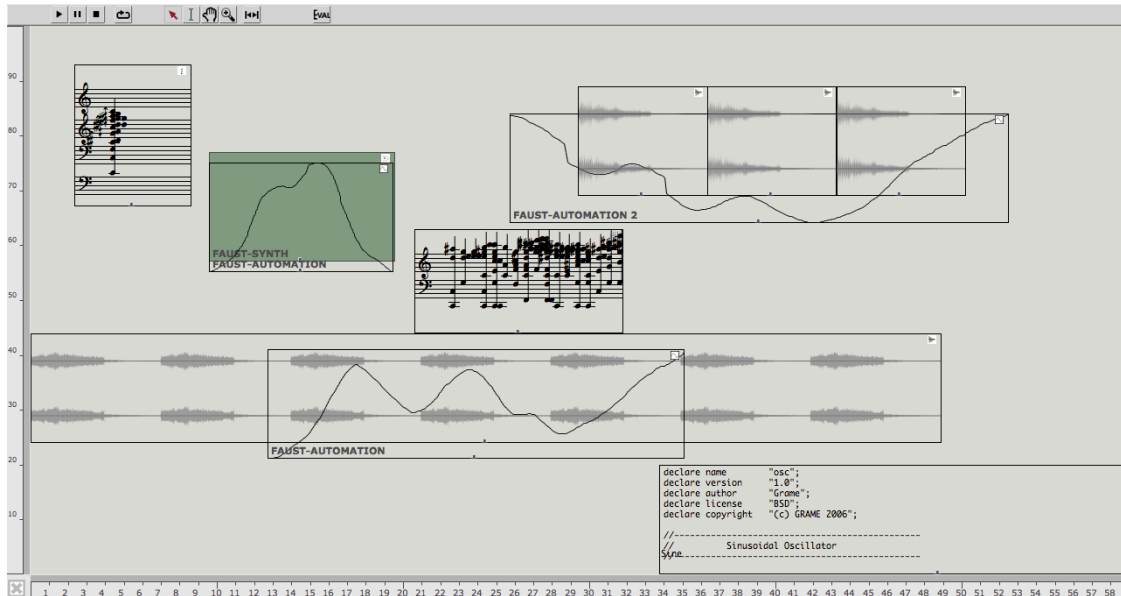 EVAL
90
80
70
60
50
40
30
20
10
FAUST-SYNTH
FAUST-AUTOMATION
FAUST-AUTOMATION 2
FAUST-AUTOMATION
declare name "osc";
declare version "1.0";
declare author "Grame";
declare license "BSD";
declare copyright "(c) GRAME 2006";
//-----------------------------------------------
// Sinusoidal Oscillator
//-----------------------------------------------
Sine
1 2 3 4 5 6 7 8 9 10 11 12 13 14 15 16 17 18 19 20 21 22 23 24 25 26 27 28 29 30 31 32 33 34 35 36 37 38 39 40 41 42 43 44 45 46 47 48 49 50 51 52 53 54 55 56 57 58